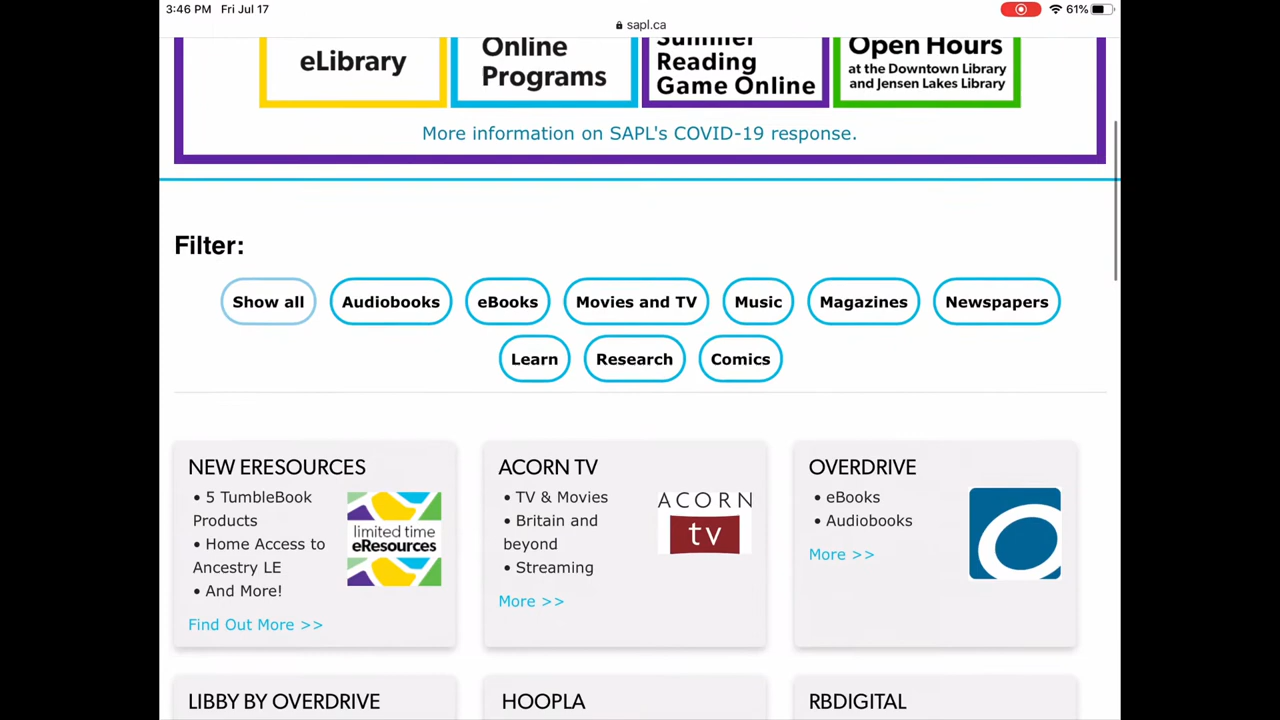 3:46 PM Fri Jul 17
61%
sapl.ca
eLibrary
Online
Programs
Summer
Reading
Game Online
Open Hours
at the Downtown Library
and Jensen Lakes Library
More information on SAPL's COVID-19 response.
Filter:
Show all
Audiobooks
eBooks
Movies and TV
Music
Magazines
Newspapers
Learn
Research
Comics
NEW ERESOURCES
• 5 TumbleBook
Products
• Home Access to
Ancestry LE
• And More!
Find Out More >>
limited time
eResources
ACORN TV
• TV & Movies
• Britain and
beyond
• Streaming
More >>
ACORN
tv
OVERDRIVE
• eBooks
• Audiobooks
More >>
LIBBY BY OVERDRIVE
HOOPLA
RBDIGITAL